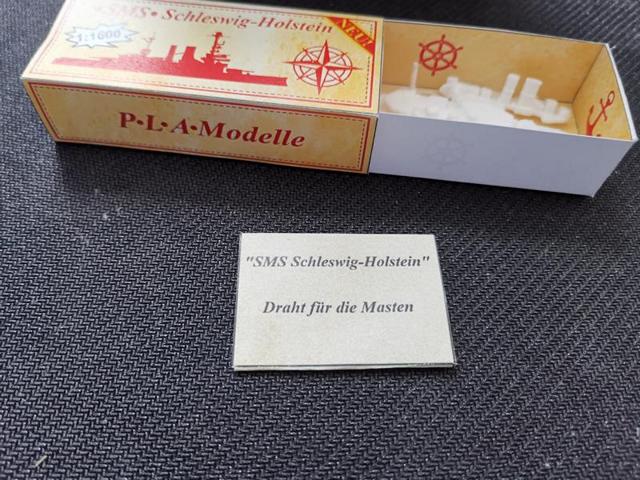 "SMS • Schleswig-Holstein
NEU!
1:1600
P•L•A•Modelle
"SMS Schleswig-Holstein"
Draht für die Masten